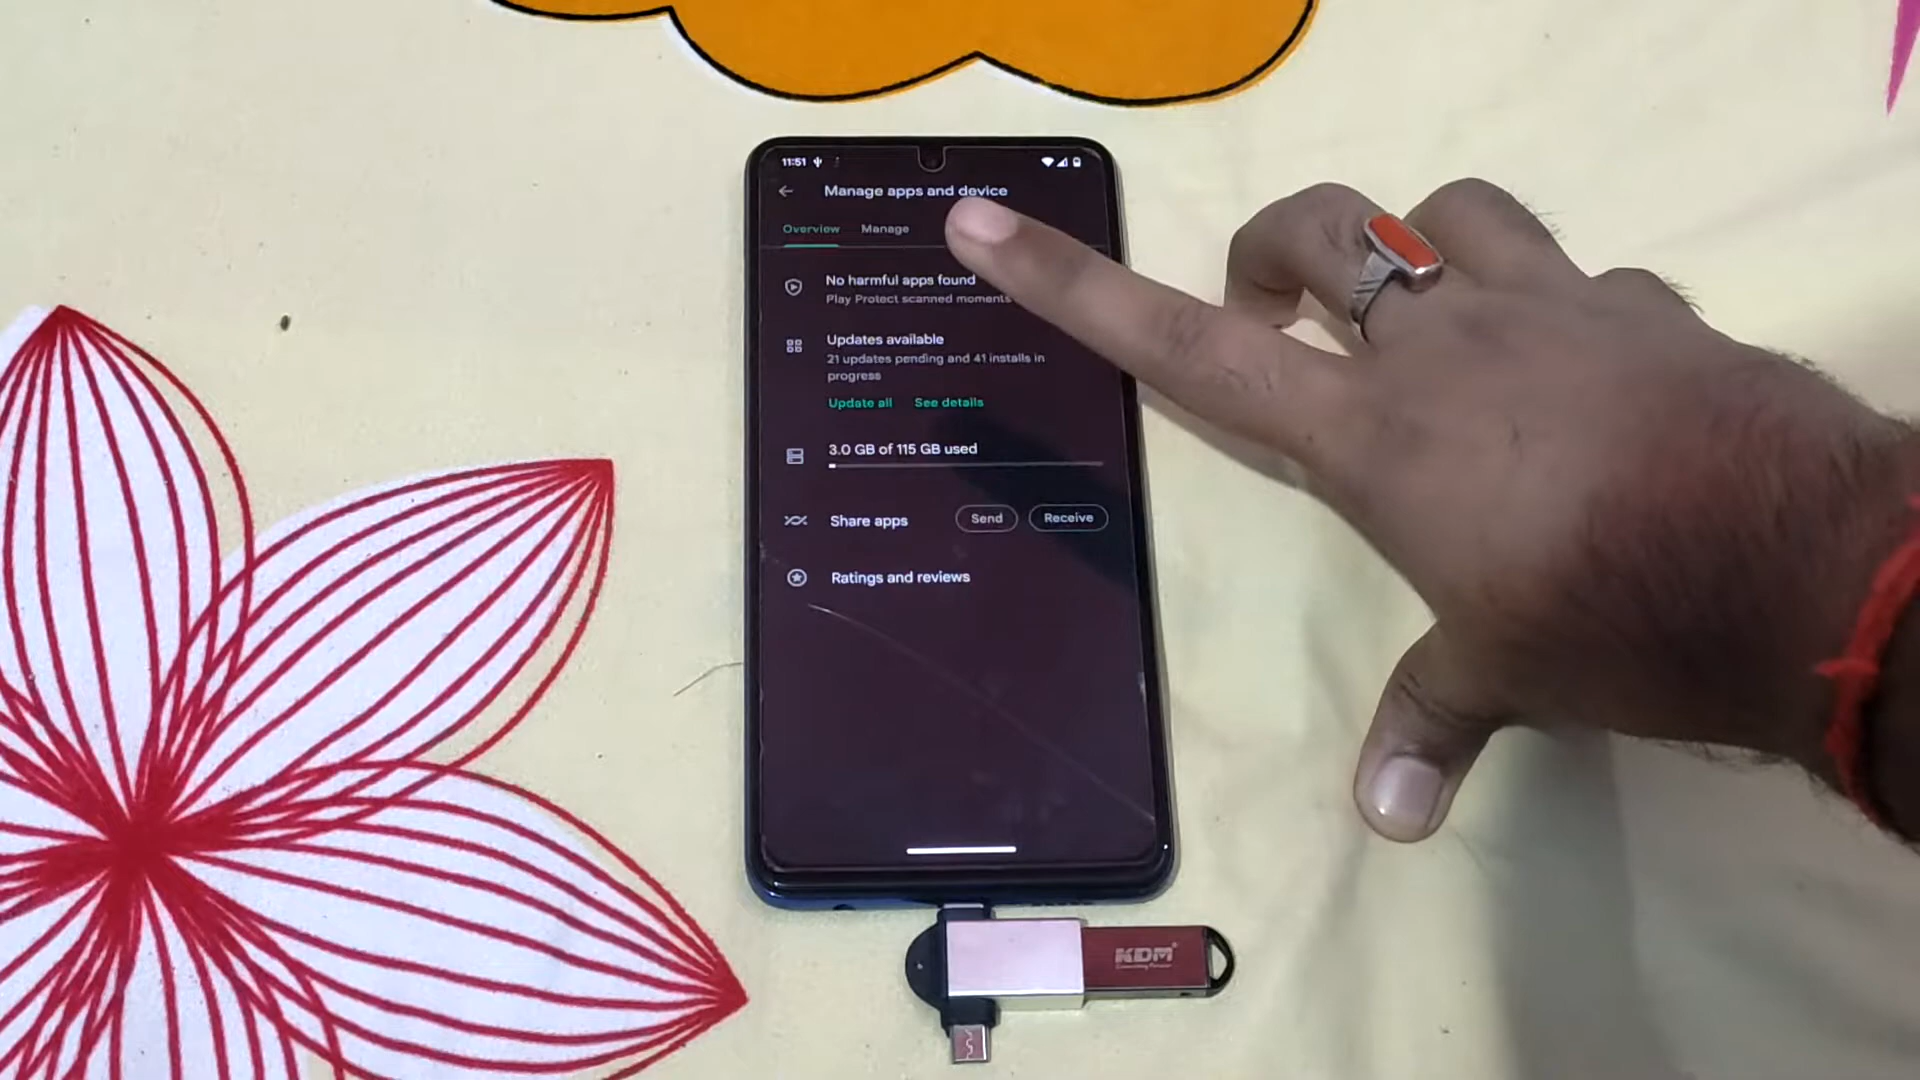 11:51
Manage apps and device
Overview Manage
No harmful apps found
Play Protect scanned moments
Updates available
21 updates pending and 41 installs in
progress
Update all See details
3.0 GB of 115 GB used
Share apps Send Receive
Ratings and reviews
KDM